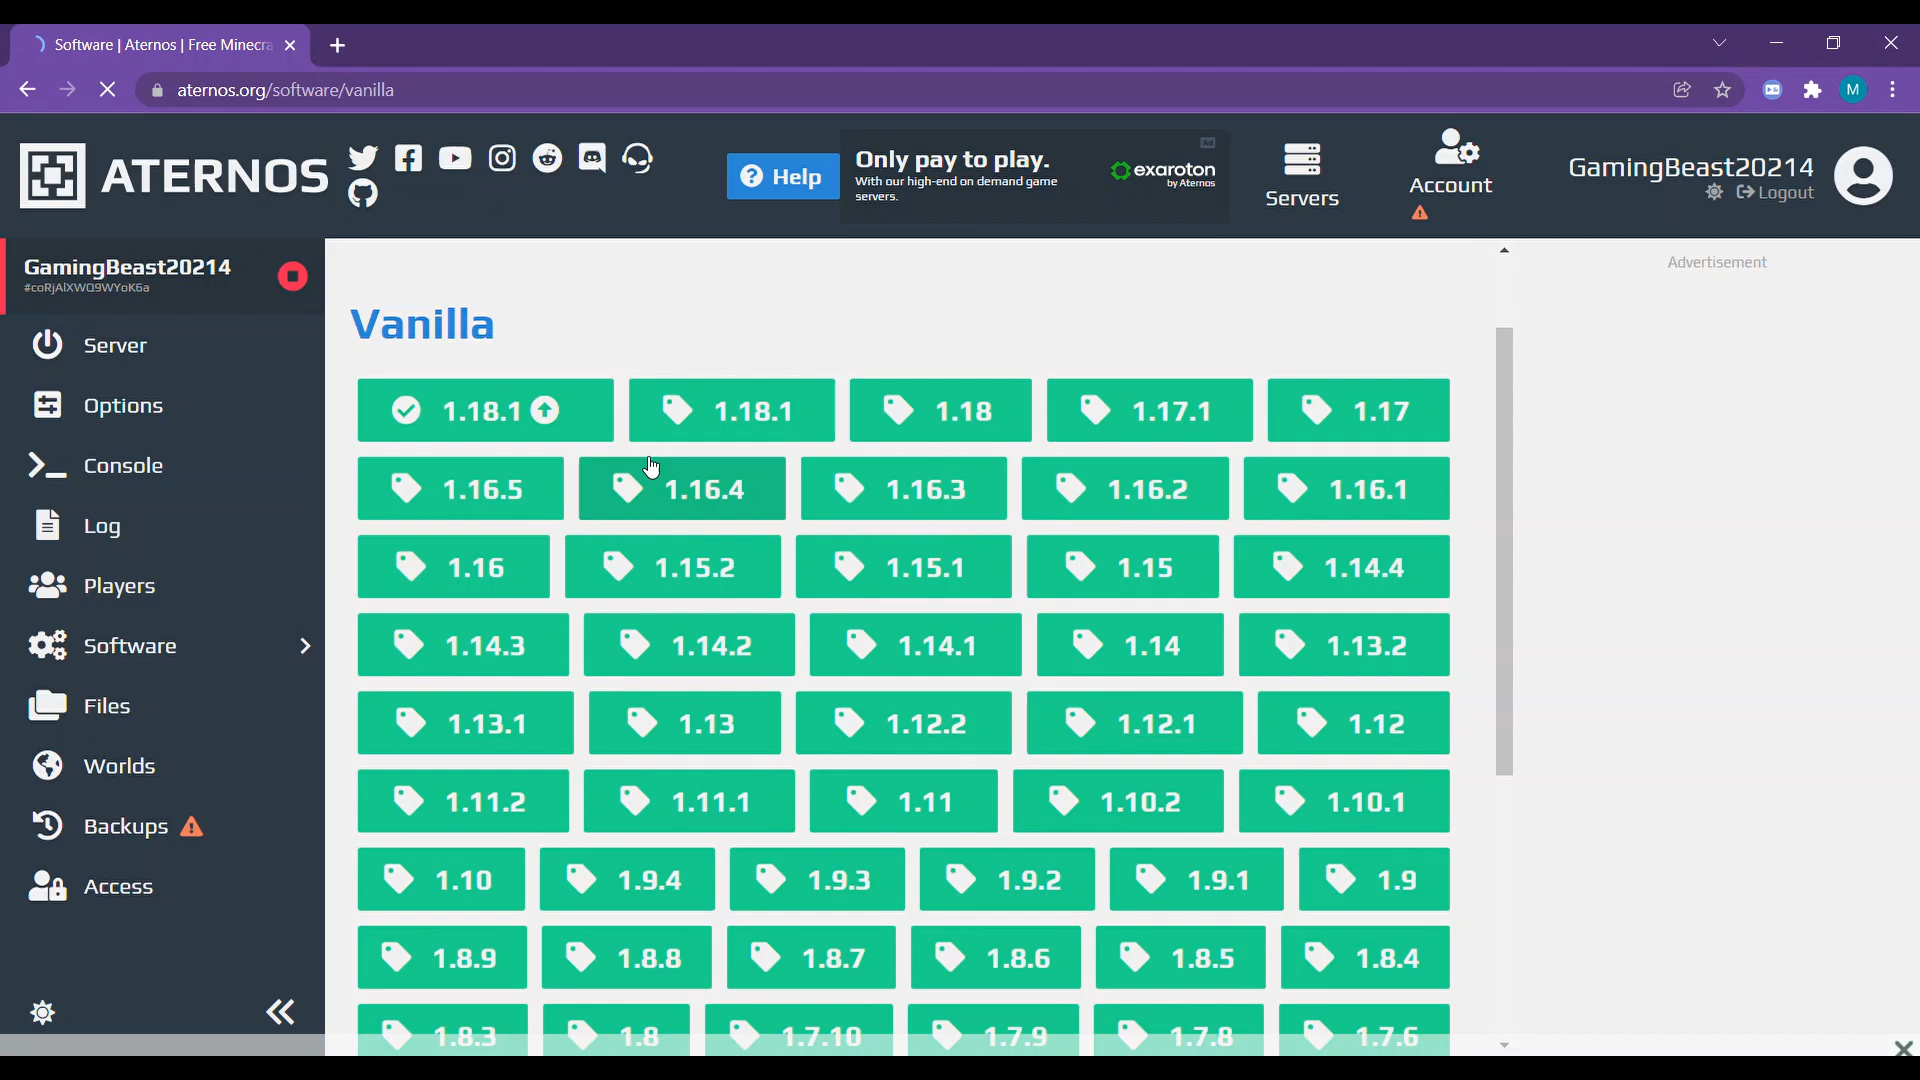 Software | Aternos | Free Minecra
aternos.org/software/vanilla
M
ATERNOS
Help
Only pay to play.
With our high-end on demand game
servers.
Ad
exaroton
by Aternos
Servers
Account
GamingBeast20214
Logout
GamingBeast20214
#coRjAlXWQ9WYoK6a
Server
Options
Console
Log
Players
Software
Files
Worlds
Backups
Access
Advertisement
Vanilla
1.18.1 1.18.1 1.18 1.17.1 1.17
1.16.5 1.16.4 1.16.3 1.16.2 1.16.1
1.16 1.15.2 1.15.1 1.15 1.14.4
1.14.3 1.14.2 1.14.1 1.14 1.13.2
1.13.1 1.13 1.12.2 1.12.1 1.12
1.11.2 1.11.1 1.11 1.10.2 1.10.1
1.10 1.9.4 1.9.3 1.9.2 1.9.1 1.9
1.8.9 1.8.8 1.8.7 1.8.6 1.8.5 1.8.4
1.8.3 1.8 1.7.10 1.7.9 1.7.8 1.7.6